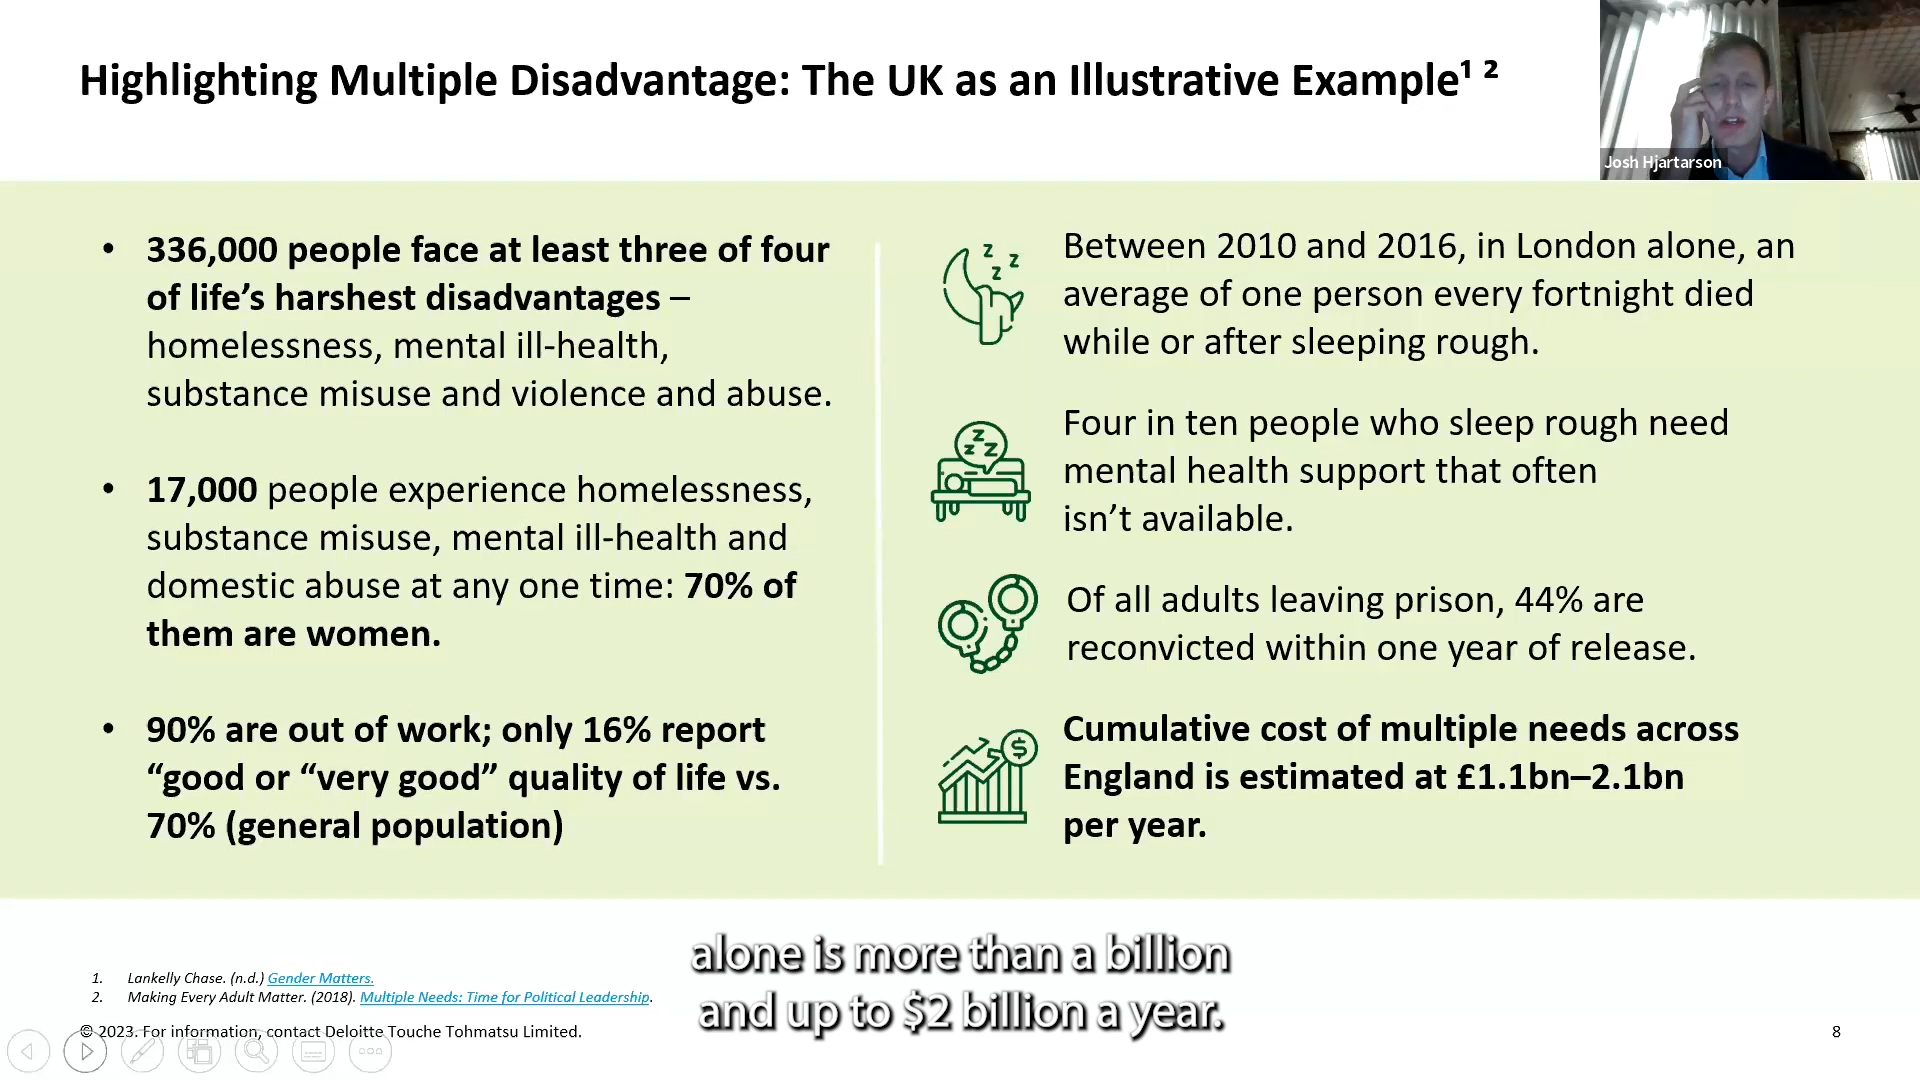 Highlighting Multiple Disadvantage: The UK as an Illustrative Example¹ ²
Josh Hjartarson
• 336,000 people face at least three of four
of life’s harshest disadvantages –
homelessness, mental ill-health,
substance misuse and violence and abuse.
• 17,000 people experience homelessness,
substance misuse, mental ill-health and
domestic abuse at any one time: 70% of
them are women.
• 90% are out of work; only 16% report
“good or “very good” quality of life vs.
70% (general population)
z z z z
Between 2010 and 2016, in London alone, an
average of one person every fortnight died
while or after sleeping rough.
z z z
Four in ten people who sleep rough need
mental health support that often
isn’t available.
Of all adults leaving prison, 44% are
reconvicted within one year of release.
$
Cumulative cost of multiple needs across
England is estimated at £1.1bn–2.1bn
per year.
alone is more than a billion
and up to $2 billion a year.
1. Lankelly Chase. (n.d.) Gender Matters.
2. Making Every Adult Matter. (2018). Multiple Needs: Time for Political Leadership.
© 2023. For information, contact Deloitte Touche Tohmatsu Limited.
8